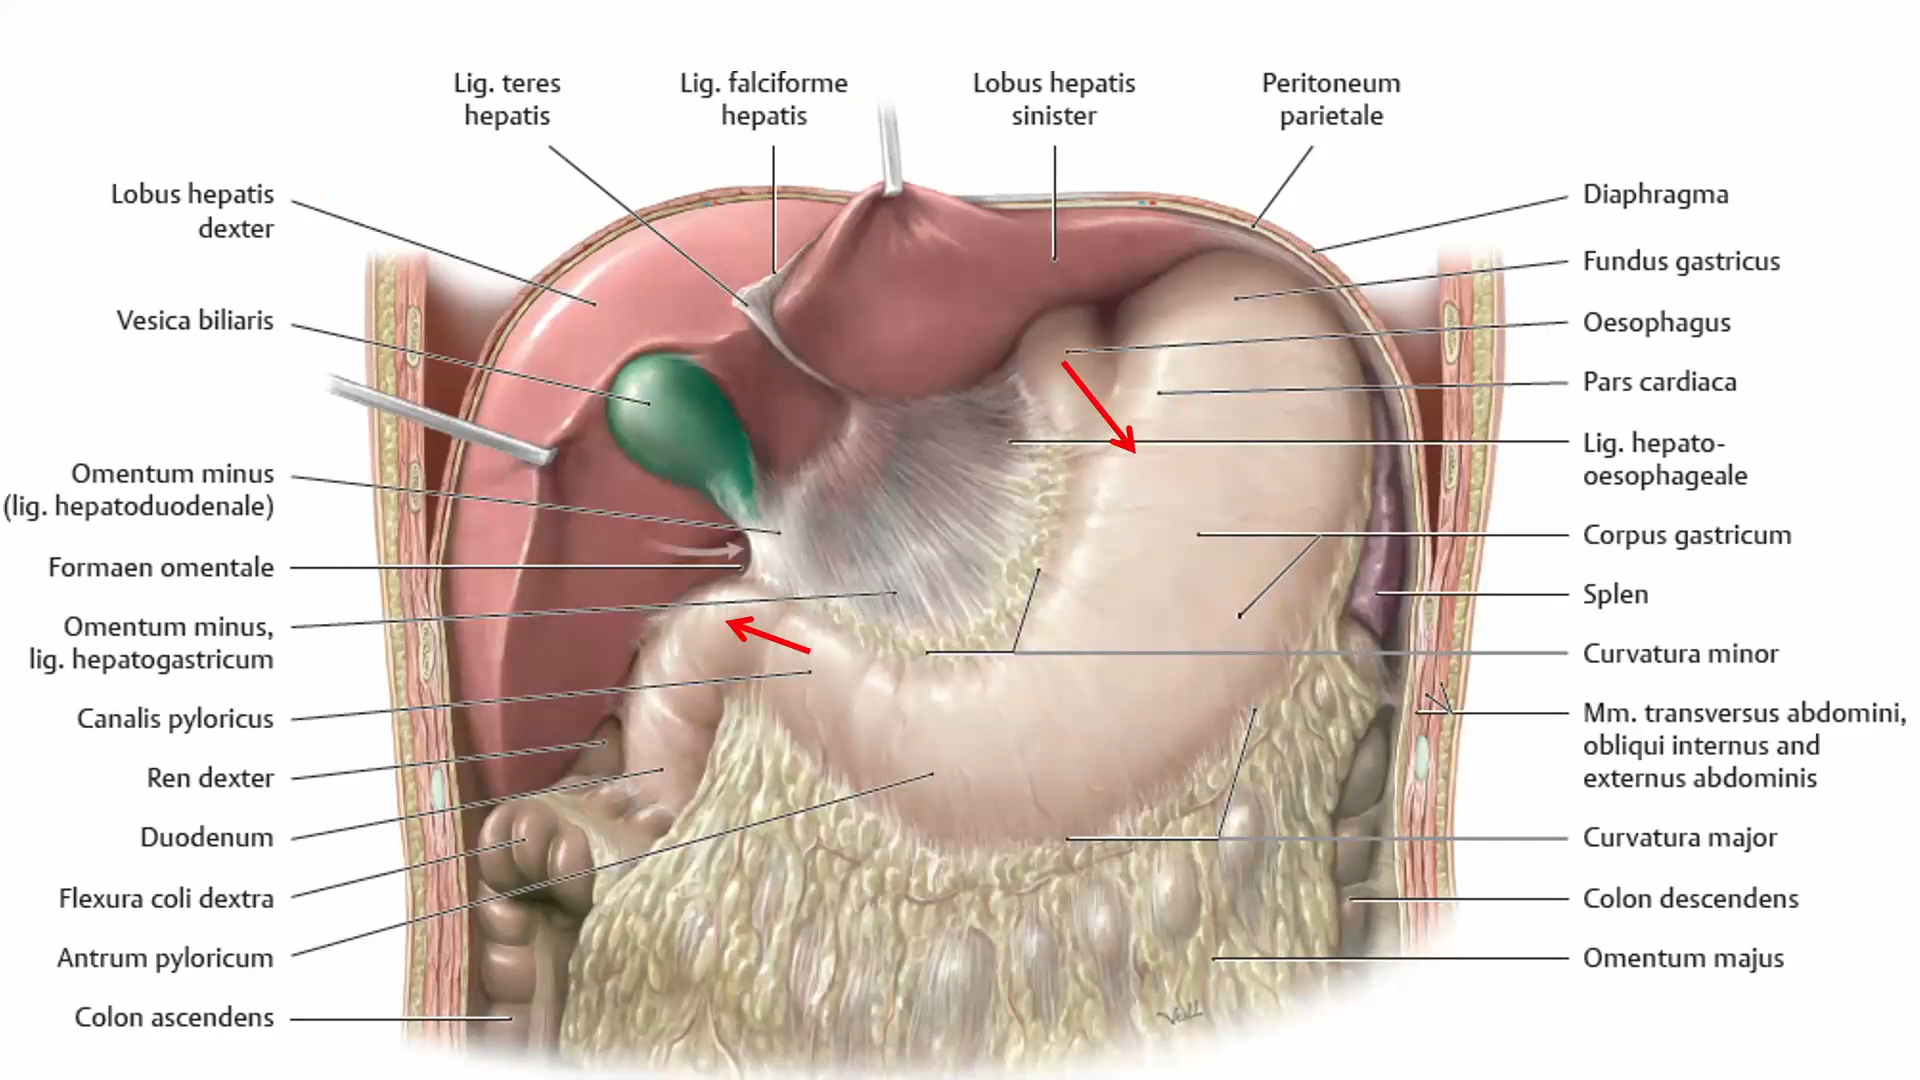 Lig. teres
hepatis
Lig. falciforme
hepatis
Lobus hepatis
sinister
Peritoneum
parietale
Lobus hepatis
dexter
Vesica biliaris
Omentum minus
(lig. hepatoduodenale)
Formaen omentale
Omentum minus,
lig. hepatogastricum
Canalis pyloricus
Ren dexter
Duodenum
Flexura coli dextra
Antrum pyloricum
Colon ascendens
Diaphragma
Fundus gastricus
Oesophagus
Pars cardiaca
Lig. hepato-
oesophageale
Corpus gastricum
Splen
Curvatura minor
Mm. transversus abdomini,
obliqui internus and
externus abdominis
Curvatura major
Colon descendens
Omentum majus